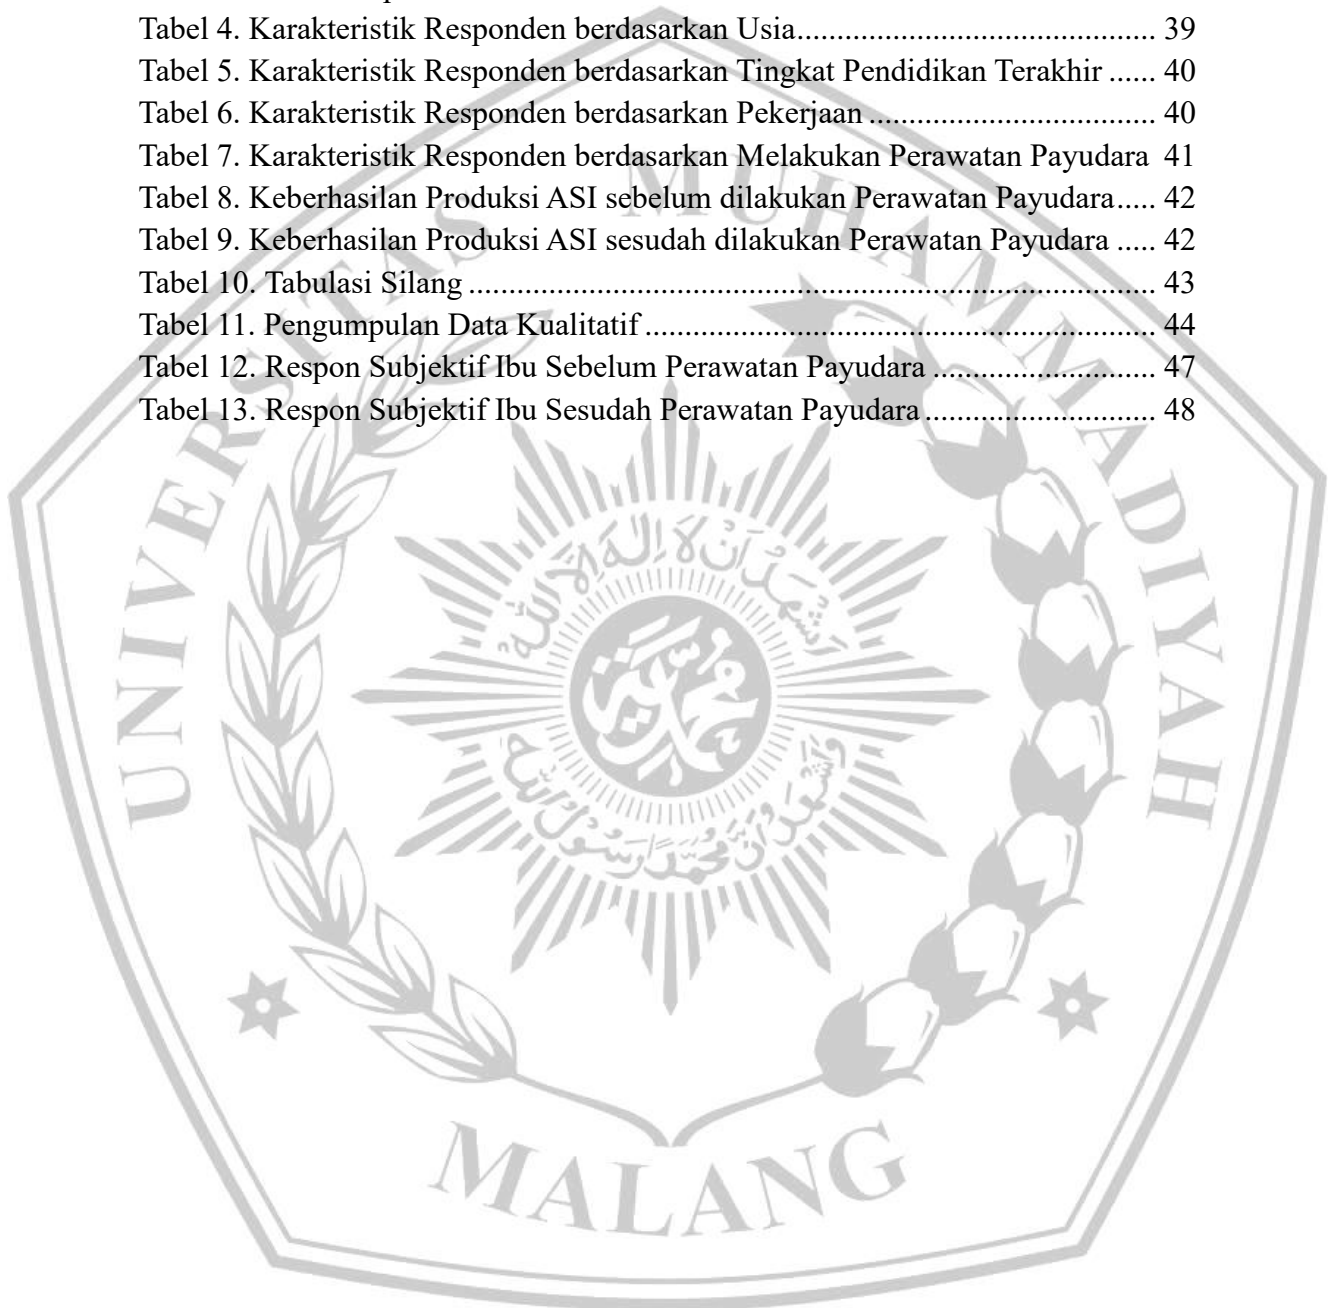 Tabel 4. Karakteristik Responden berdasarkan Usia............................................ 39
Tabel 5. Karakteristik Responden berdasarkan Tingkat Pendidikan Terakhir ...... 40
Tabel 6. Karakteristik Responden berdasarkan Pekerjaan ................................... 40
Tabel 7. Karakteristik Responden berdasarkan Melakukan Perawatan Payudara 41
Tabel 8. Keberhasilan Produksi ASI sebelum dilakukan Perawatan Payudara..... 42
Tabel 9. Keberhasilan Produksi ASI sesudah dilakukan Perawatan Payudara ..... 42
Tabel 10. Tabulasi Silang .................................................................................... 43
Tabel 11. Pengumpulan Data Kualitatif .............................................................. 44
Tabel 12. Respon Subjektif Ibu Sebelum Perawatan Payudara ........................... 47
Tabel 13. Respon Subjektif Ibu Sesudah Perawatan Payudara............................ 48
UNIVERSITAS MUHAMMADIYAH
MALANG